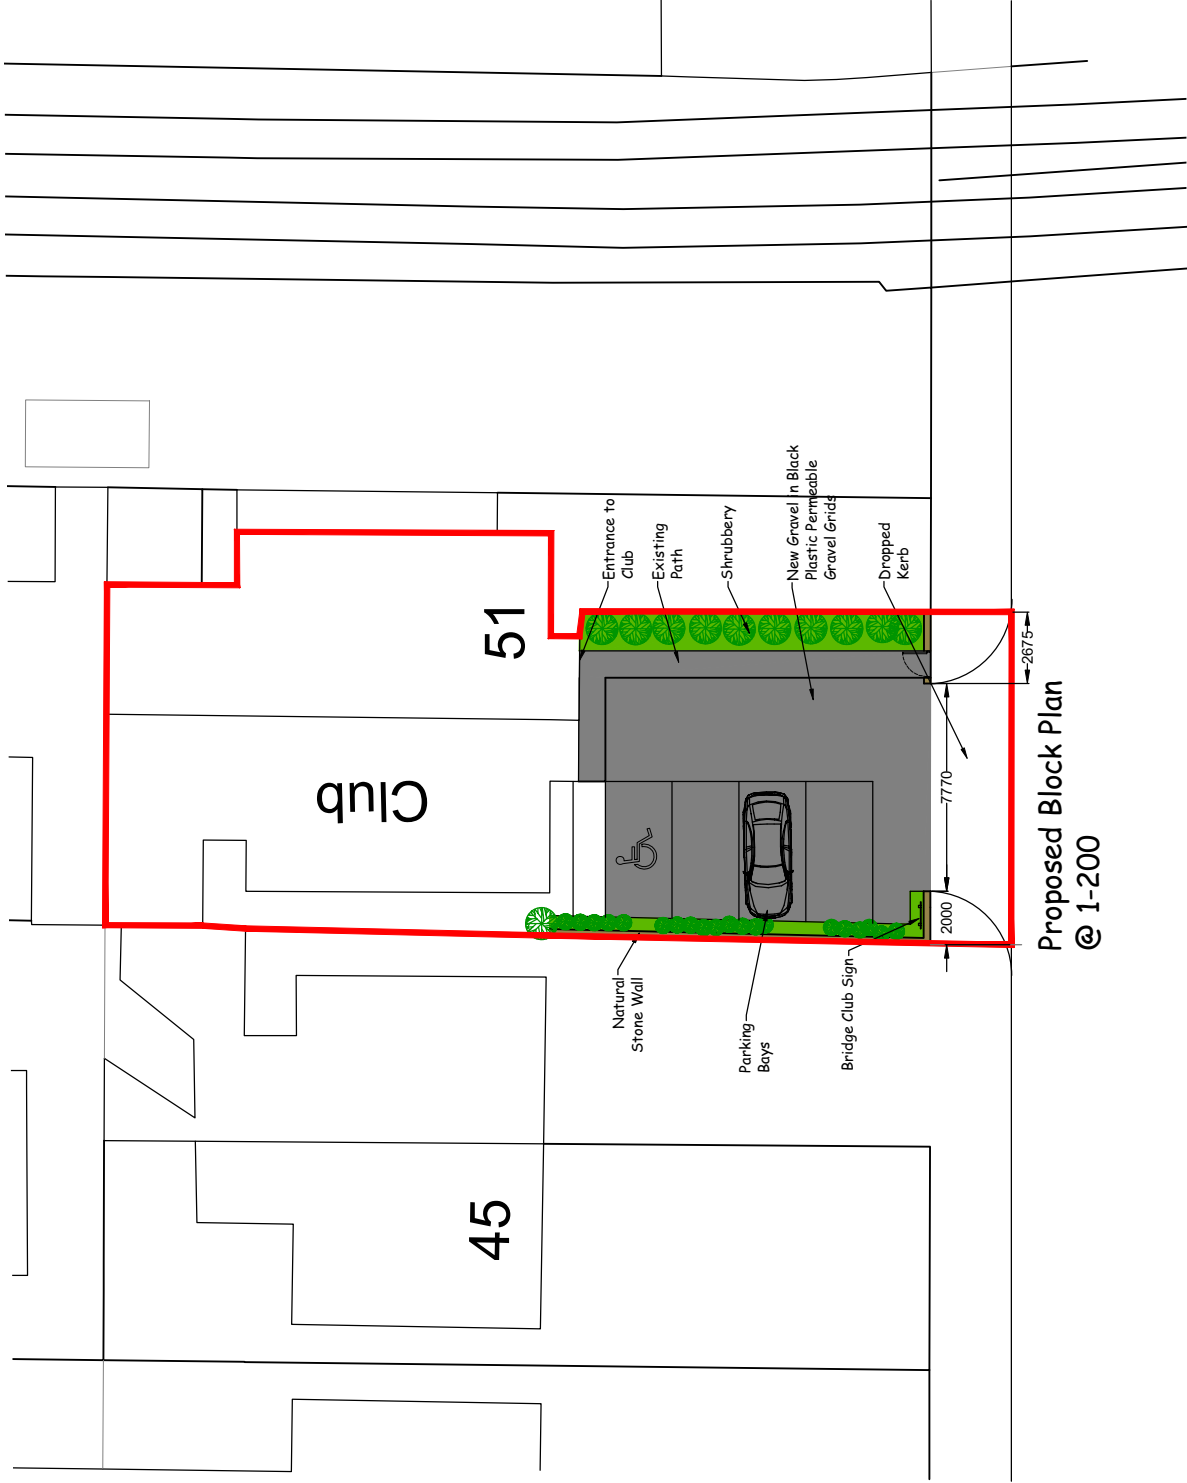 Club
51
45
Entrance to
Club
Existing
Path
Shrubbery
New Gravel in Black
Plastic Permeable
Gravel Grids
Dropped
Kerb
Natural
Stone Wall
Parking
Bays
Bridge Club Sign
2000
7770
2675
Proposed Block Plan
@ 1-200